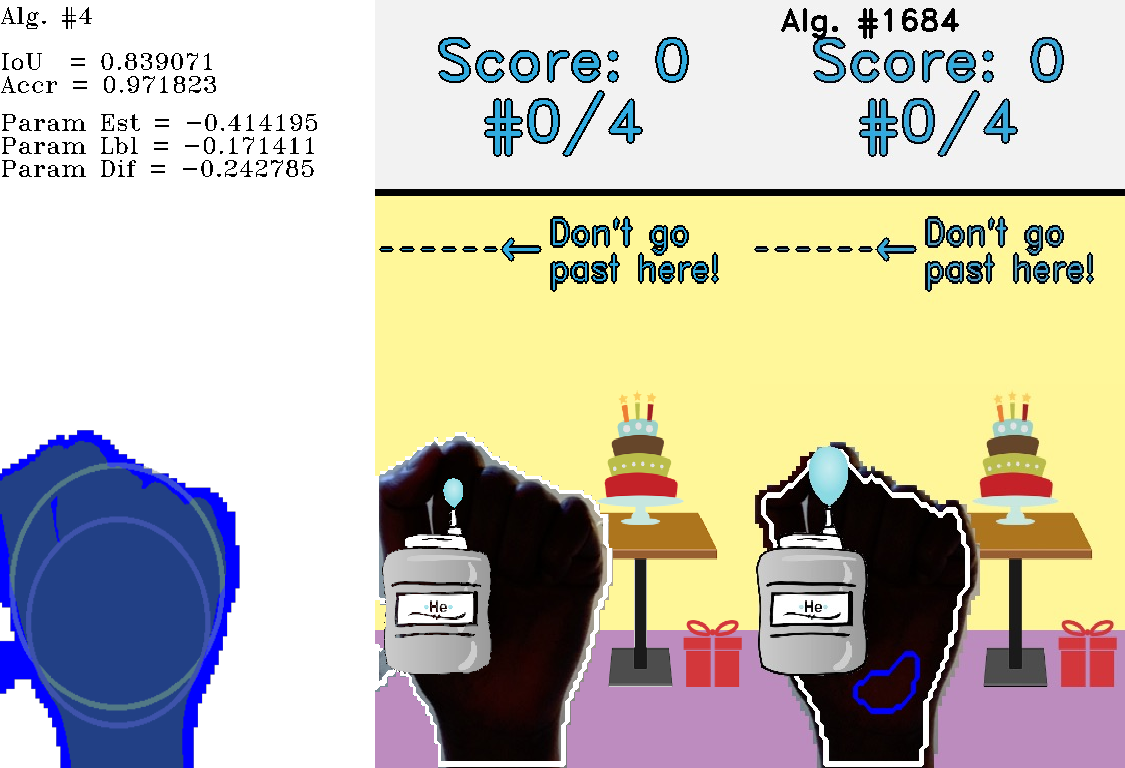 Alg. #4
IoU = 0.839071
Accr = 0.971823
Param Est = −0.414195
Param Lbl = −0.171411
Param Dif = −0.242785
Score: 0
#0/4
Don't go
past here!
He
Alg. #1684
Score: 0
#0/4
Don't go
past here!
He